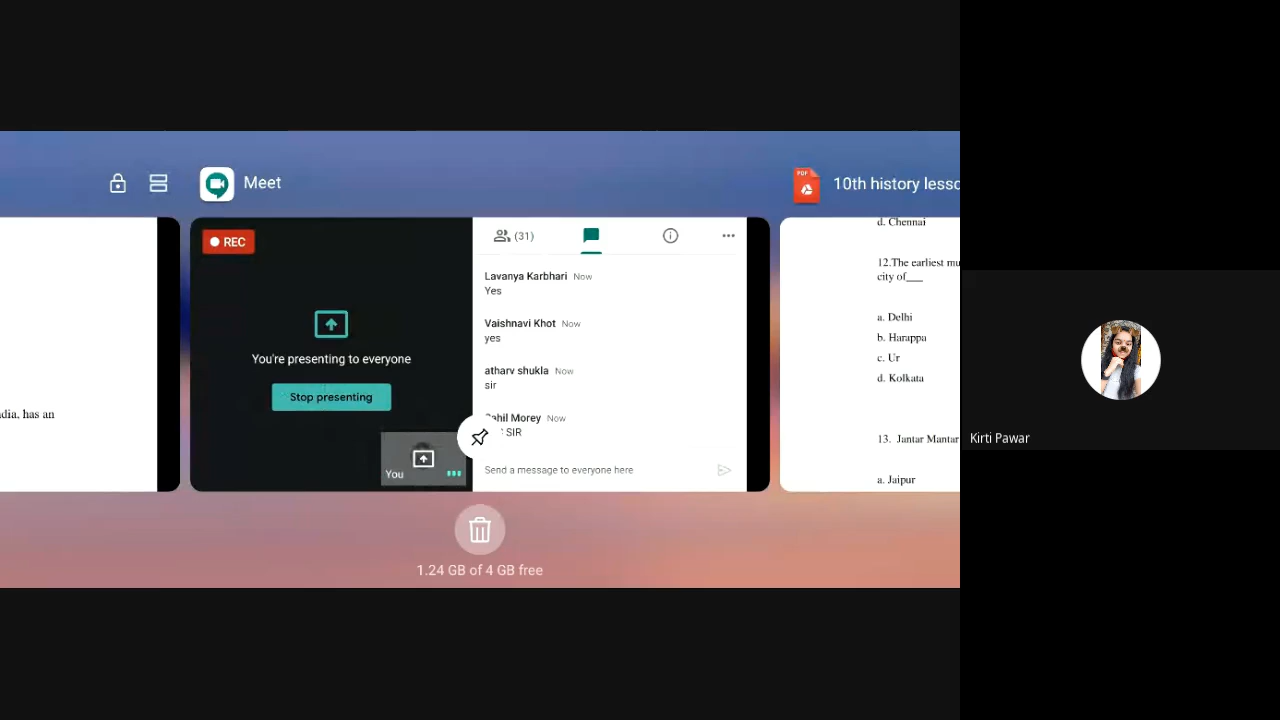 Meet
10th history lesso
dia, has an
REC
You're presenting to everyone
Stop presenting
You
(31)
Lavanya Karbhari Now
Yes
Vaishnavi Khot Now
yes
atharv shukla Now
sir
Sahil Morey Now
SIR
Send a message to everyone here
PDF
d. Chennai
12.The earliest mu
city of___
a. Delhi
b. Harappa
c. Ur
d. Kolkata
13. Jantar Mantar
a. Jaipur
1.24 GB of 4 GB free
Kirti Pawar